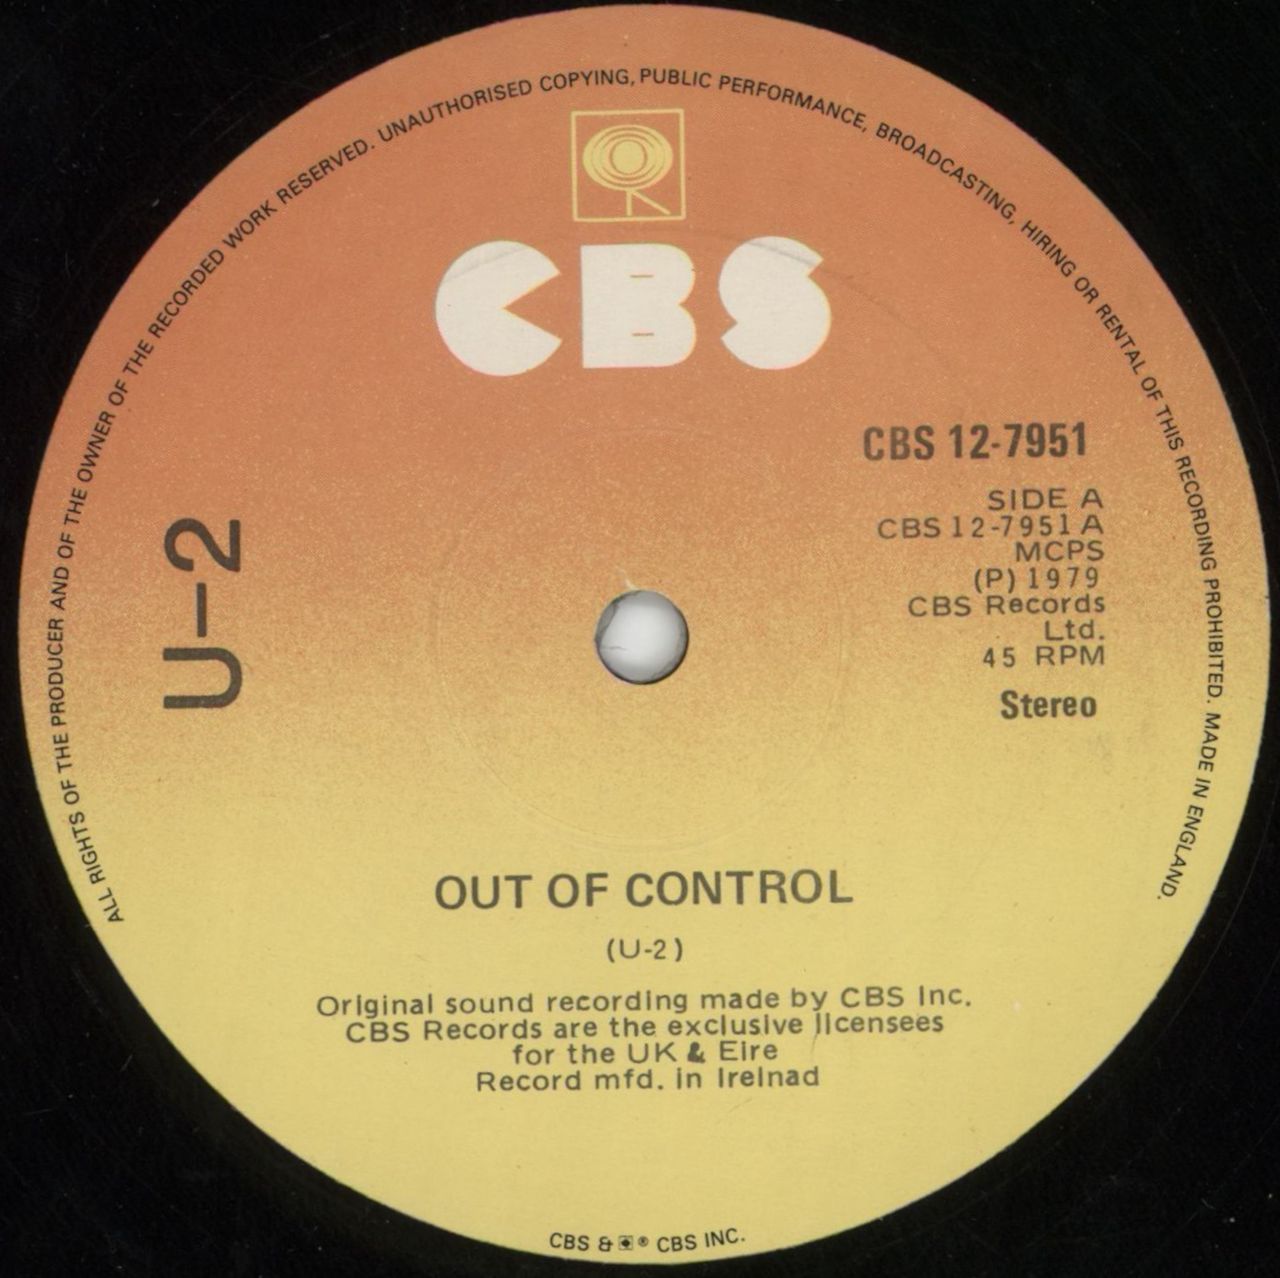 ALL RIGHTS OF THE PRODUCER AND OF THE OWNER OF THE RECORDED WORK RESERVED. UNAUTHORISED COPYING, PUBLIC PERFORMANCE, BROADCASTING, HIRING OR RENTAL OF THIS RECORDING PROHIBITED. MADE IN ENGLAND.
CBS
CBS 12-7951
SIDE A
CBS 12-7951 A
MCPS
(P) 1979
CBS Records
Ltd.
45 RPM
Stereo
U-2
OUT OF CONTROL
(U-2)
Original sound recording made by CBS Inc.
CBS Records are the exclusive licensees
for the UK & Eire
Record mfd. in Irelnad
CBS & ® CBS INC.